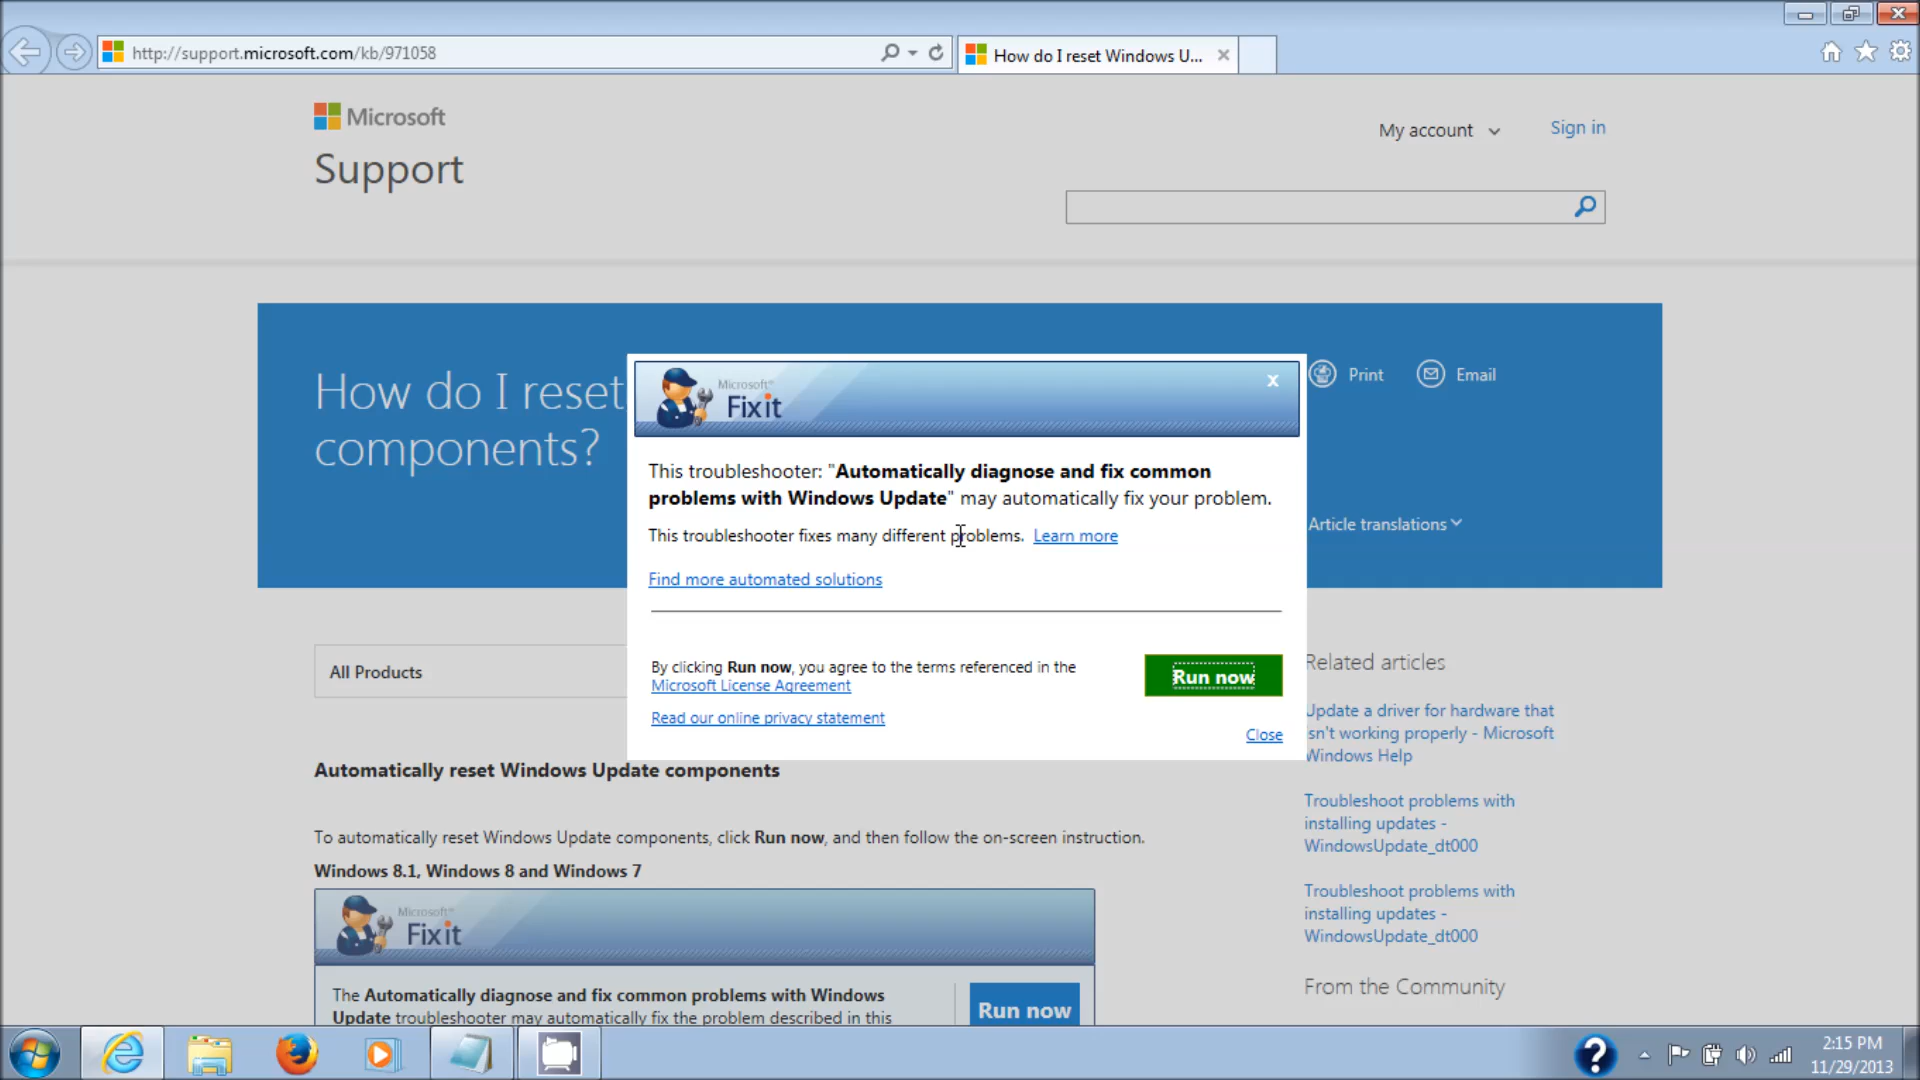 http://support.microsoft.com/kb/971058
How do I reset Windows U...
Microsoft
Support
My account
Sign in
How do I reset
components?
Print
Email
Article translations
Microsoft®
Fix it
x
This troubleshooter: "Automatically diagnose and fix common
problems with Windows Update" may automatically fix your problem.
This troubleshooter fixes many different problems. Learn more
Find more automated solutions
By clicking Run now, you agree to the terms referenced in the
Microsoft License Agreement
Run now
Read our online privacy statement
Close
All Products
Related articles
Update a driver for hardware that
isn't working properly - Microsoft
Windows Help
Troubleshoot problems with
installing updates -
WindowsUpdate_dt000
Troubleshoot problems with
installing updates -
WindowsUpdate_dt000
From the Community
Automatically reset Windows Update components
To automatically reset Windows Update components, click Run now, and then follow the on-screen instruction.
Windows 8.1, Windows 8 and Windows 7
Microsoft®
Fix it
The Automatically diagnose and fix common problems with Windows
Update troubleshooter may automatically fix the problem described in this
Run now
2:15 PM
11/29/2013